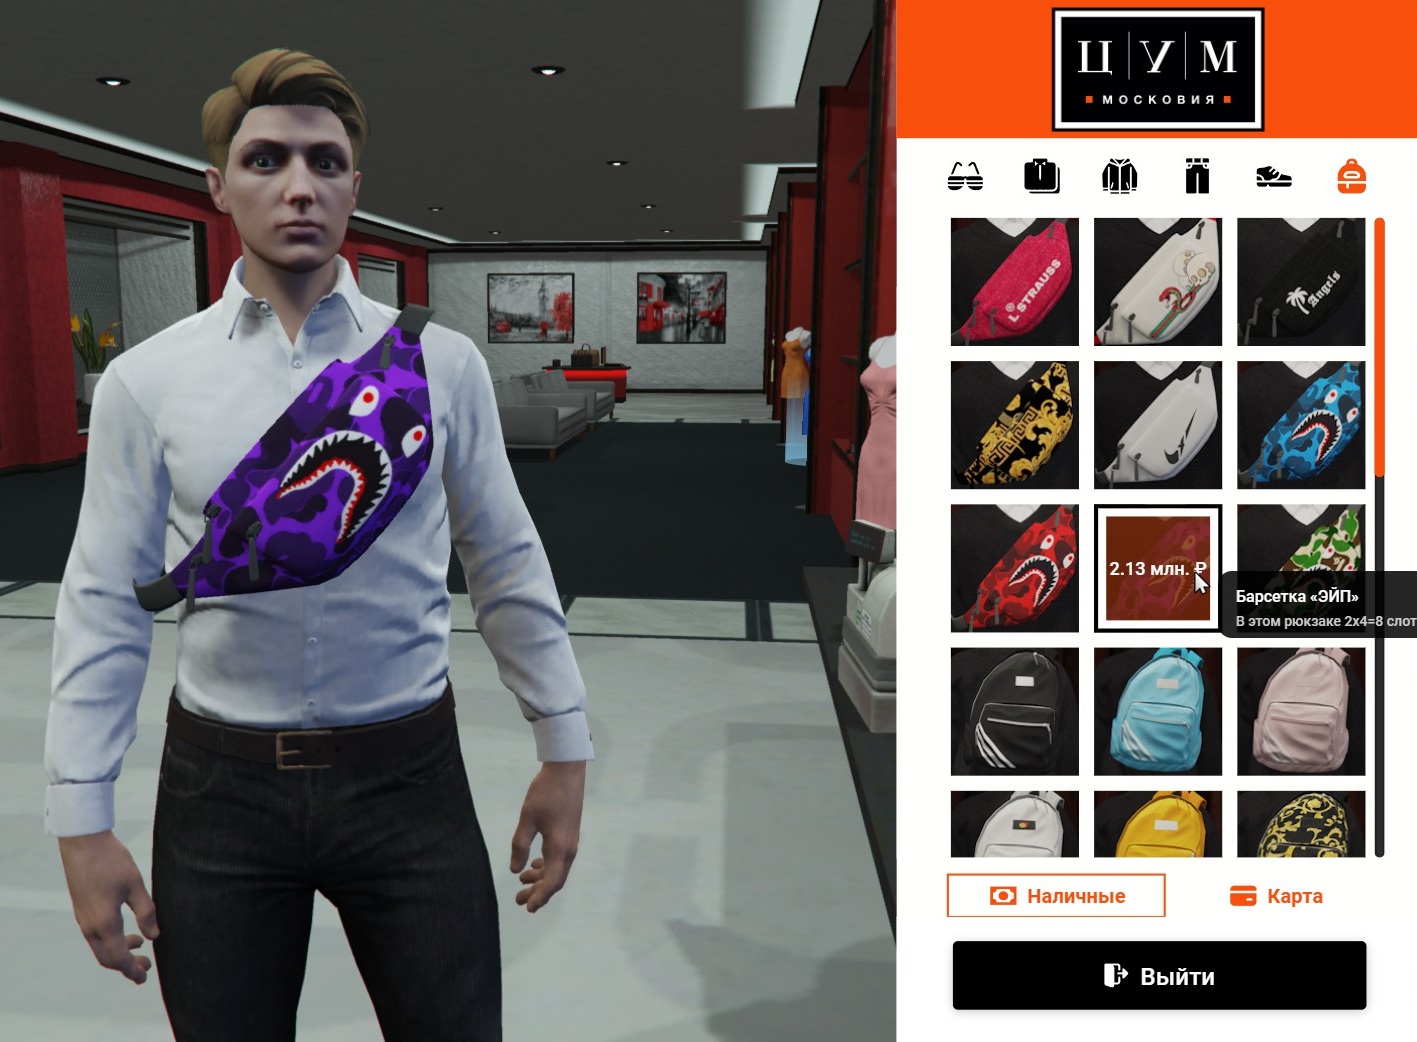 Ц У М
МОСКОВИЯ
L STRAUSS
Angels
2.13 млн. ₽
Барсетка «ЭЙП»
В этом рюкзаке 2x4=8 слот
Наличные
Карта
Выйти